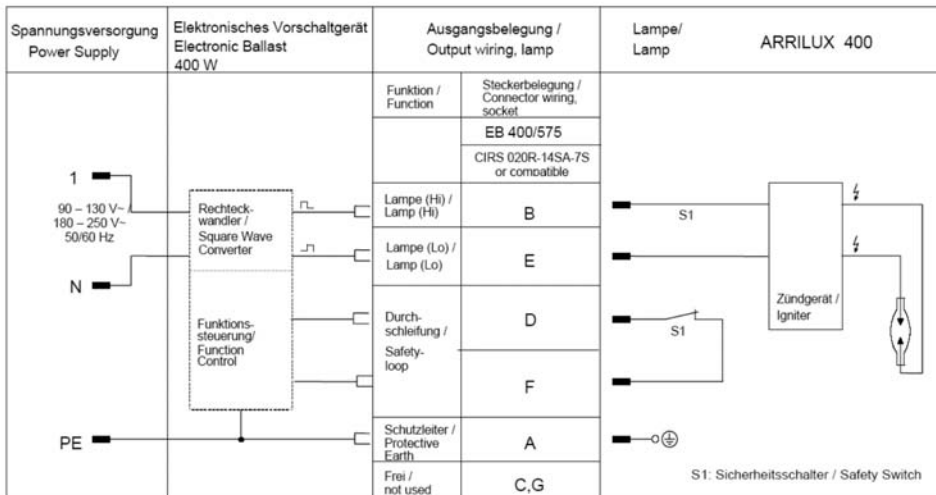 Spannungsversorgung
Power Supply
Elektronisches Vorschaltgerät
Electronic Ballast
400 W
Ausgangsbelegung /
Output wiring, lamp
Lampe/
Lamp
ARRILUX 400
Funktion /
Function
Steckerbelegung /
Connector wiring,
socket
EB 400/575
CIRS 020R-14SA-7S
or compatible
1
90 – 130 V~ /
180 – 250 V~
50/60 Hz
N
PE
Rechteck-
wandler /
Square Wave
Converter
Funktions-
steuerung/
Function
Control
Lampe (Hi) /
Lamp (Hi)
B
Lampe (Lo) /
Lamp (Lo)
E
Durch-
schleifung /
Safety-
loop
D
F
Schutzleiter /
Protective
Earth
A
Frei /
not used
C,G
S1
S1
Zündgerät /
Igniter
S1: Sicherheitsschalter / Safety Switch